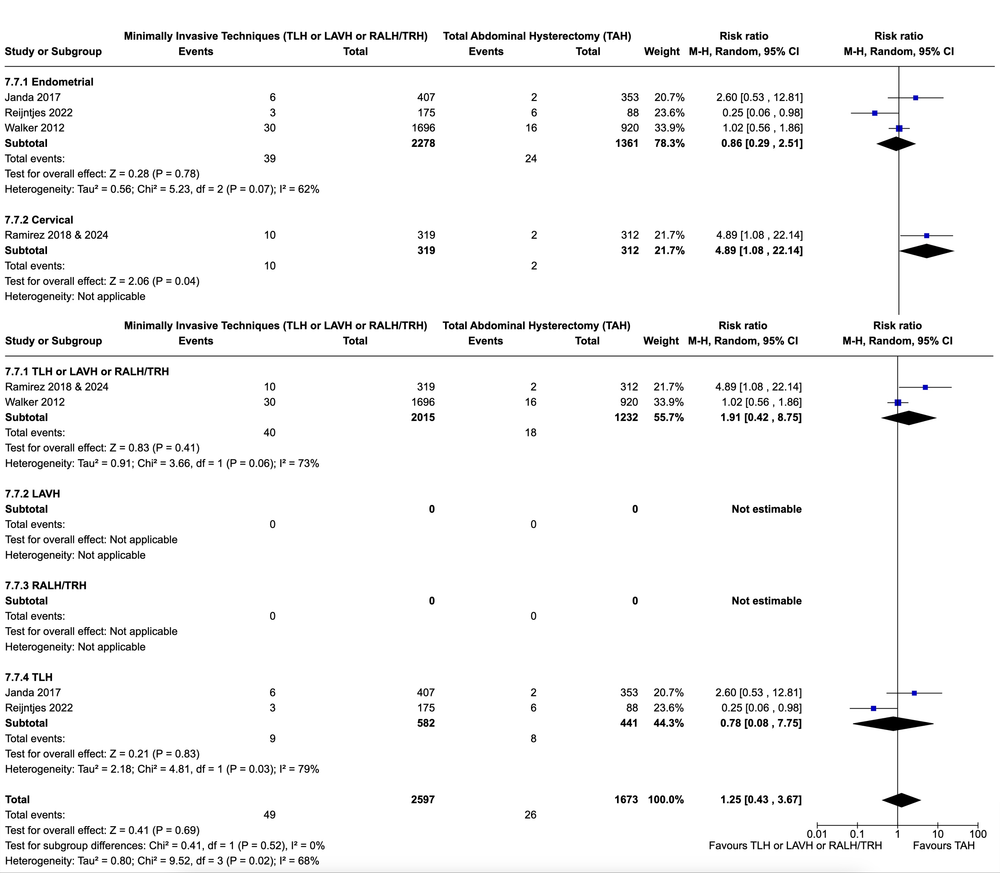 Minimally Invasive Techniques (TLH or LAVH or RALH/TRH) Total Abdominal Hysterectomy (TAH) Risk ratio Risk ratio
Study or Subgroup Events Total Events Total Weight M-H, Random, 95% CI M-H, Random, 95% CI
7.7.1 Endometrial
Janda 2017 6 407 2 353 20.7% 2.60 [0.53 , 12.81]
Reijntjes 2022 3 175 6 88 23.6% 0.25 [0.06 , 0.98]
Walker 2012 30 1696 16 920 33.9% 1.02 [0.56 , 1.86]
Subtotal 2278 1361 78.3% 0.86 [0.29 , 2.51]
Total events: 39 24
Test for overall effect: Z = 0.28 (P = 0.78)
Heterogeneity: Tau² = 0.56; Chi² = 5.23, df = 2 (P = 0.07); I² = 62%
7.7.2 Cervical
Ramirez 2018 & 2024 10 319 2 312 21.7% 4.89 [1.08 , 22.14]
Subtotal 319 312 21.7% 4.89 [1.08 , 22.14]
Total events: 10 2
Test for overall effect: Z = 2.06 (P = 0.04)
Heterogeneity: Not applicable
Minimally Invasive Techniques (TLH or LAVH or RALH/TRH) Total Abdominal Hysterectomy (TAH) Risk ratio Risk ratio
Study or Subgroup Events Total Events Total Weight M-H, Random, 95% CI M-H, Random, 95% CI
7.7.1 TLH or LAVH or RALH/TRH
Ramirez 2018 & 2024 10 319 2 312 21.7% 4.89 [1.08 , 22.14]
Walker 2012 30 1696 16 920 33.9% 1.02 [0.56 , 1.86]
Subtotal 2015 1232 55.7% 1.91 [0.42 , 8.75]
Total events: 40 18
Test for overall effect: Z = 0.83 (P = 0.41)
Heterogeneity: Tau² = 0.91; Chi² = 3.66, df = 1 (P = 0.06); I² = 73%
7.7.2 LAVH
Subtotal 0 0 Not estimable
Total events: 0 0
Test for overall effect: Not applicable
Heterogeneity: Not applicable
7.7.3 RALH/TRH
Subtotal 0 0 Not estimable
Total events: 0 0
Test for overall effect: Not applicable
Heterogeneity: Not applicable
7.7.4 TLH
Janda 2017 6 407 2 353 20.7% 2.60 [0.53 , 12.81]
Reijntjes 2022 3 175 6 88 23.6% 0.25 [0.06 , 0.98]
Subtotal 582 441 44.3% 0.78 [0.08 , 7.75]
Total events: 9 8
Test for overall effect: Z = 0.21 (P = 0.83)
Heterogeneity: Tau² = 2.18; Chi² = 4.81, df = 1 (P = 0.03); I² = 79%
Total 2597 1673 100.0% 1.25 [0.43 , 3.67]
Total events: 49 26
Test for overall effect: Z = 0.41 (P = 0.69) 0.01 0.1 1 10 100
Test for subgroup differences: Chi² = 0.41, df = 1 (P = 0.52), I² = 0% Favours TLH or LAVH or RALH/TRH Favours TAH
Heterogeneity: Tau² = 0.80; Chi² = 9.52, df = 3 (P = 0.02); I² = 68%